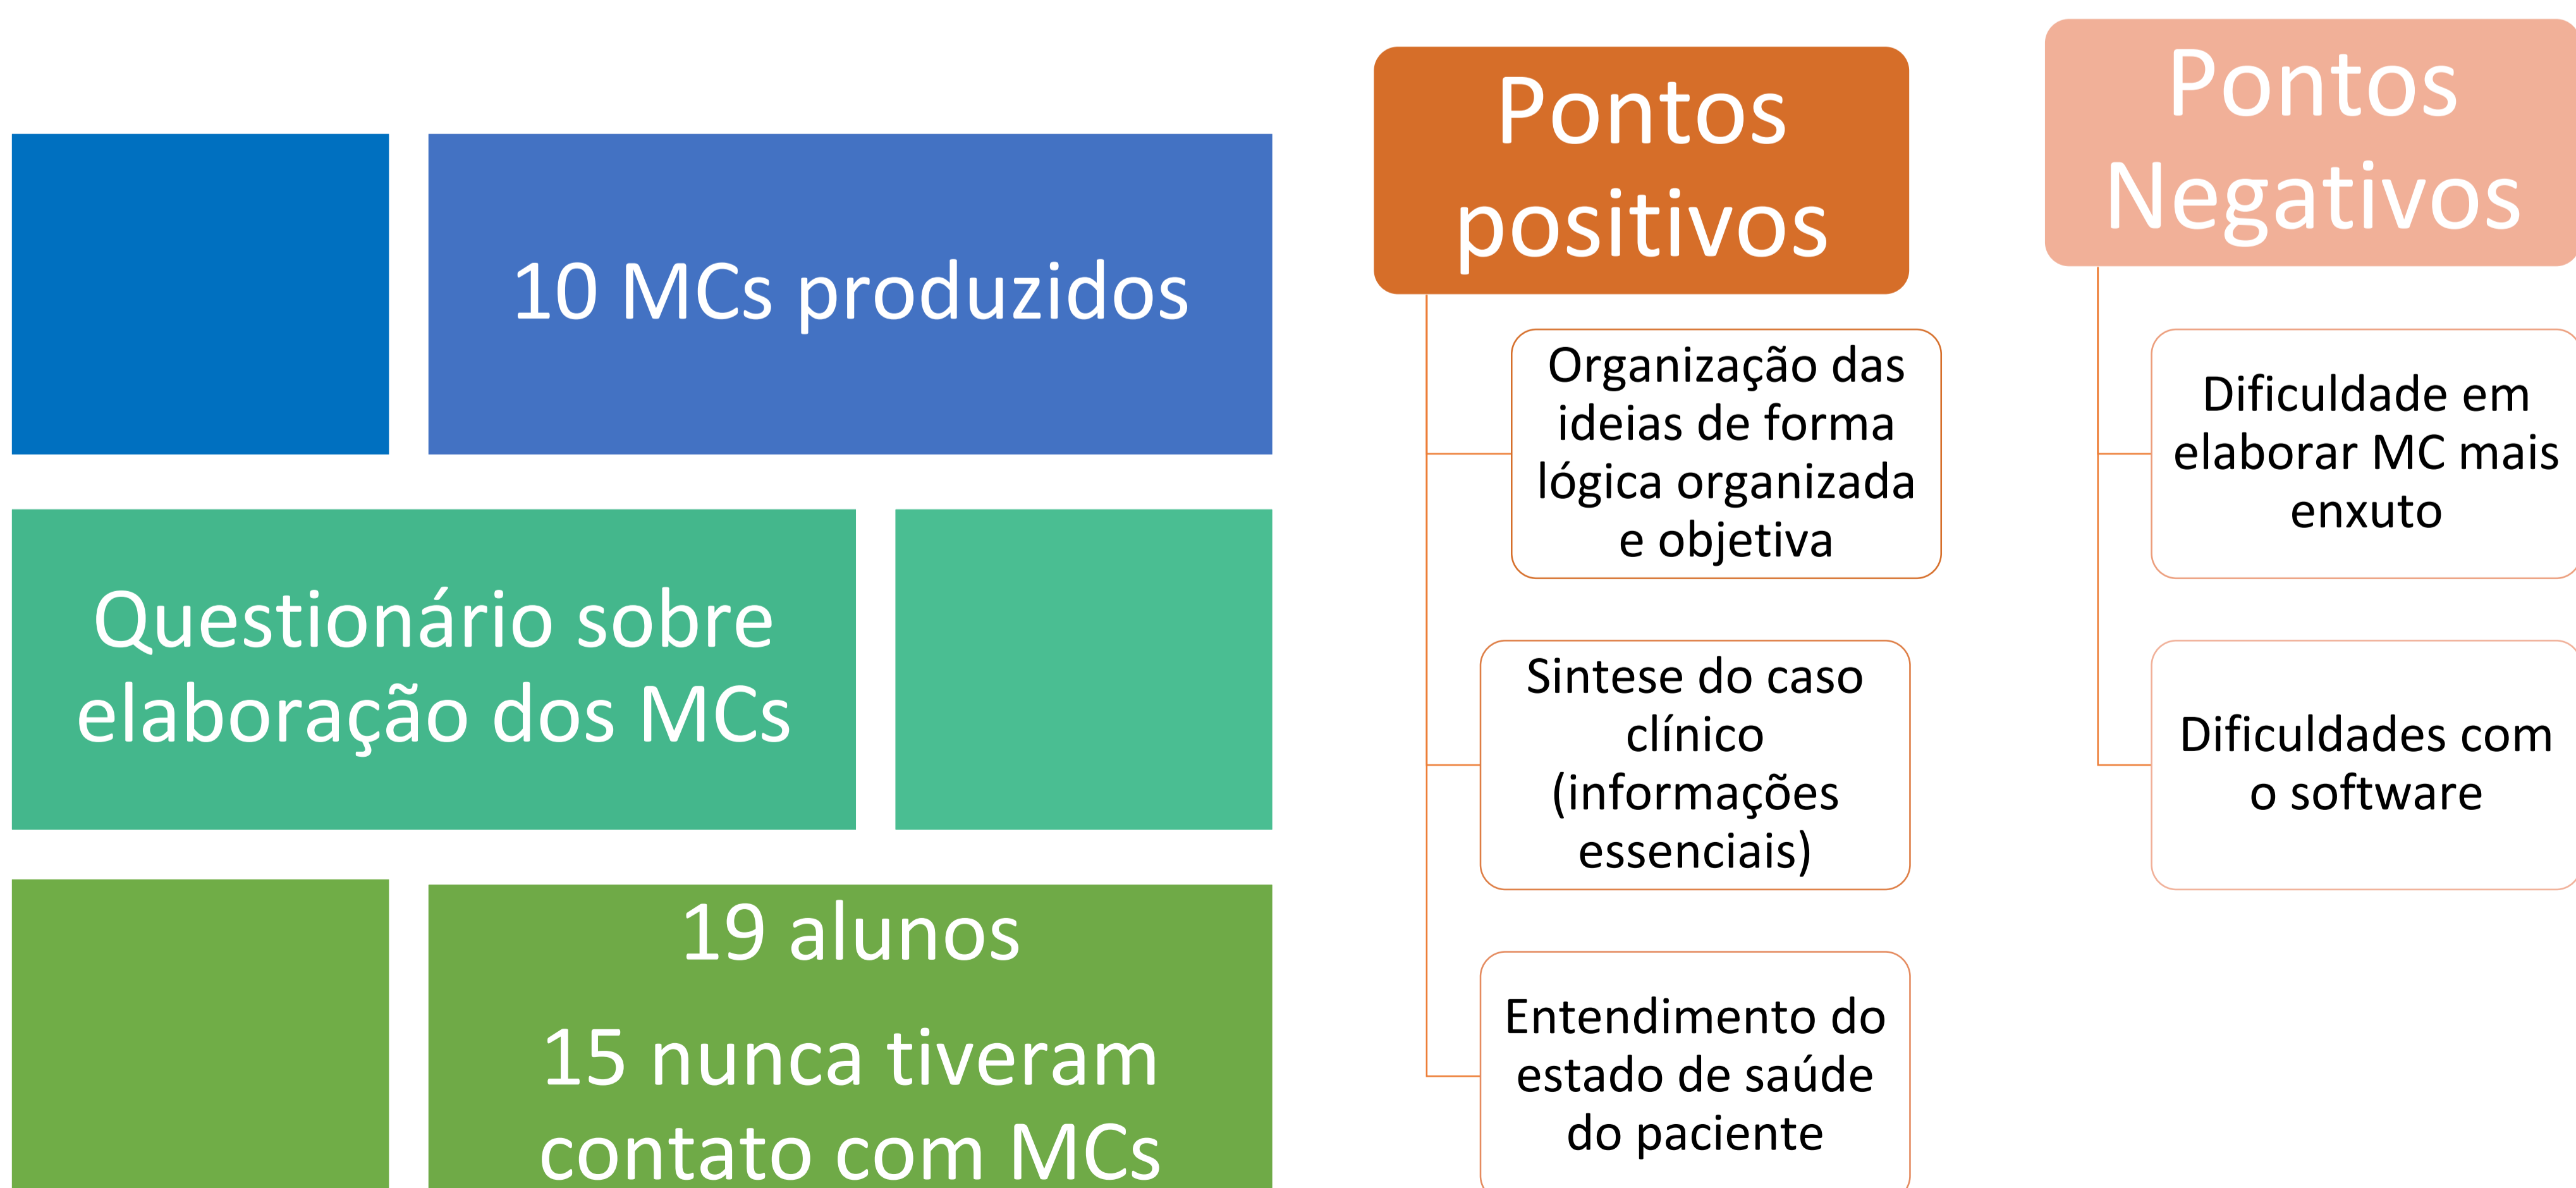 10 MCs produzidos
Questionário sobre
elaboração dos MCs
19 alunos
15 nunca tiveram
contato com MCs
Pontos
positivos
Organização das
ideias de forma
lógica organizada
e objetiva
Sintese do caso
clínico
(informações
essenciais)
Entendimento do
estado de saúde
do paciente
Pontos
Negativos
Dificuldade em
elaborar MC mais
enxuto
Dificuldades com
o software